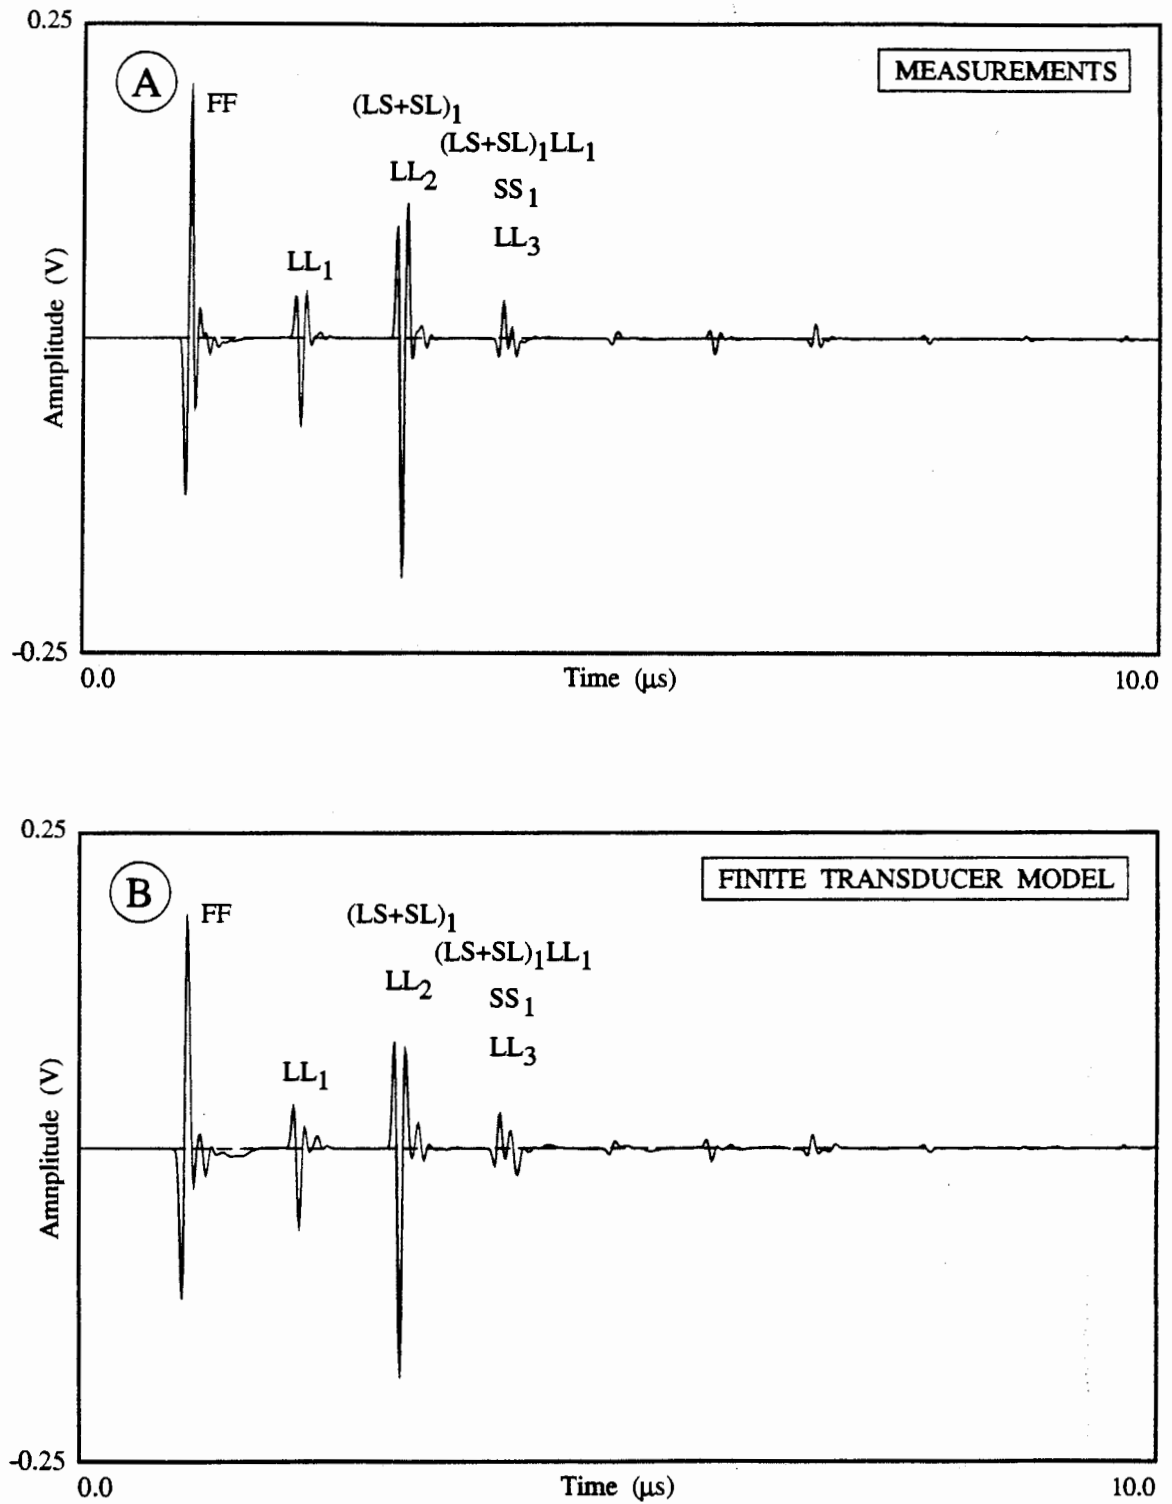 0.25
A
MEASUREMENTS
FF
(LS+SL)1
(LS+SL)1LL1
LL2
SS1
LL3
LL1
Amnplitude (V)
-0.25
0.0
Time (μs)
10.0
0.25
B
FINITE TRANSDUCER MODEL
FF
(LS+SL)1
(LS+SL)1LL1
LL2
SS1
LL3
LL1
Amnplitude (V)
-0.25
0.0
Time (μs)
10.0